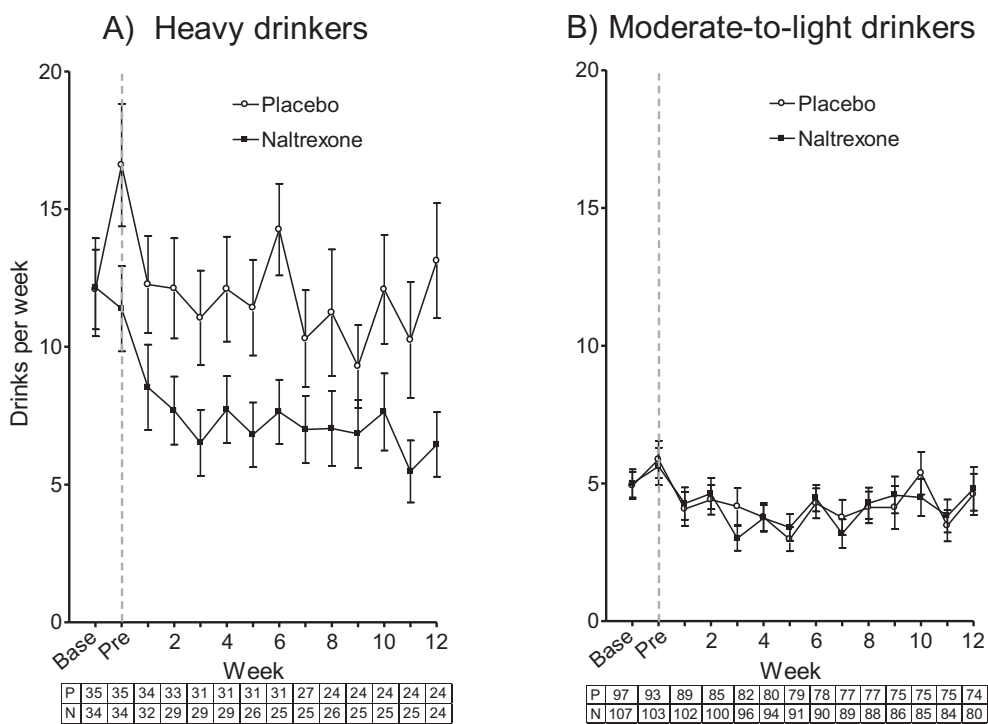 A) Heavy drinkers
20
15
10
5
0
Drinks per week
Placebo
Naltrexone
Base Pre 2 4 6 8 10 12
Week
P 35 35 34 33 31 31 31 31 27 24 24 24 24 24
N 34 34 32 29 29 29 26 25 25 26 25 25 25 24
B) Moderate-to-light drinkers
20
15
10
5
0
Placebo
Naltrexone
Base Pre 2 4 6 8 10 12
Week
P 97 93 89 85 82 80 79 78 77 77 75 75 75 74
N 107 103 102 100 96 94 91 90 89 88 86 85 84 80